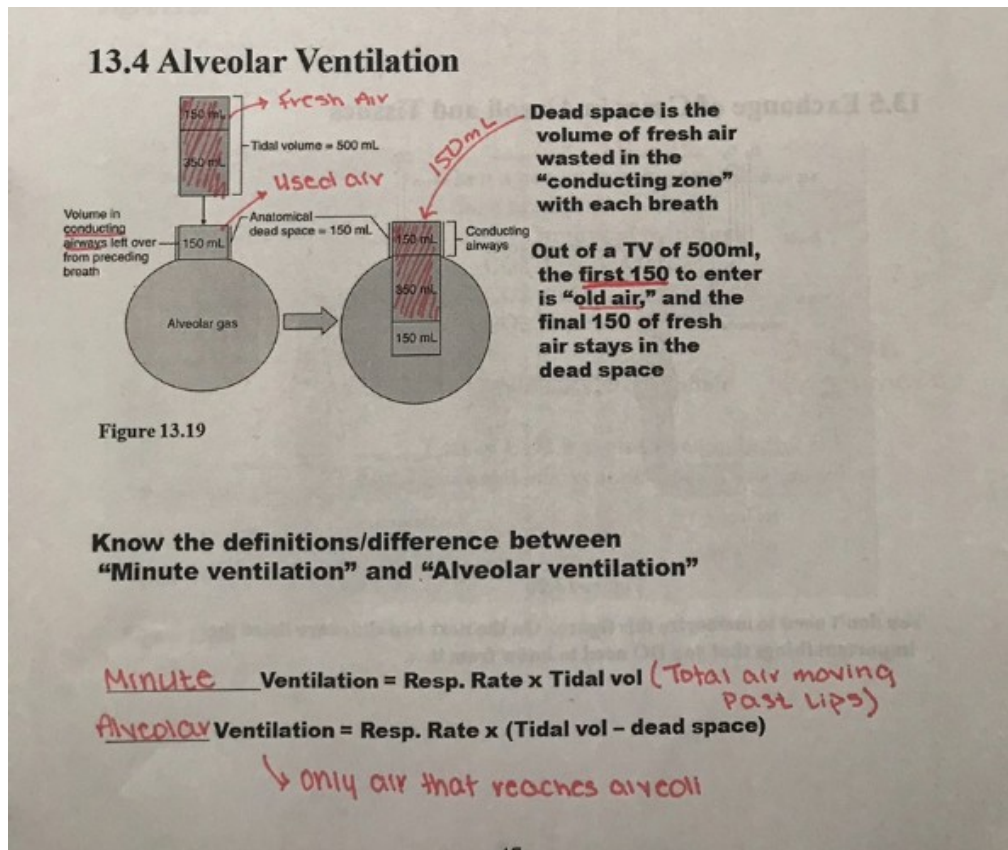 13.4 Alveolar Ventilation
150 mL
Fresh Air
350 mL
Tidal volume = 500 mL
Used air
Volume in
conducting
airways left over
from preceding
breath
150 mL
Anatomical
dead space = 150 mL
Alveolar gas
150 mL
150 mL
350 mL
150 mL
Conducting
airways
Dead space is the
volume of fresh air
wasted in the
“conducting zone”
with each breath
Out of a TV of 500ml,
the first 150 to enter
is “old air,” and the
final 150 of fresh
air stays in the
dead space
Figure 13.19
Know the definitions/difference between
“Minute ventilation” and “Alveolar ventilation”
Minute Ventilation = Resp. Rate x Tidal vol (Total air moving
Past Lips)
Alveolar Ventilation = Resp. Rate x (Tidal vol – dead space)
only air that reaches alveoli